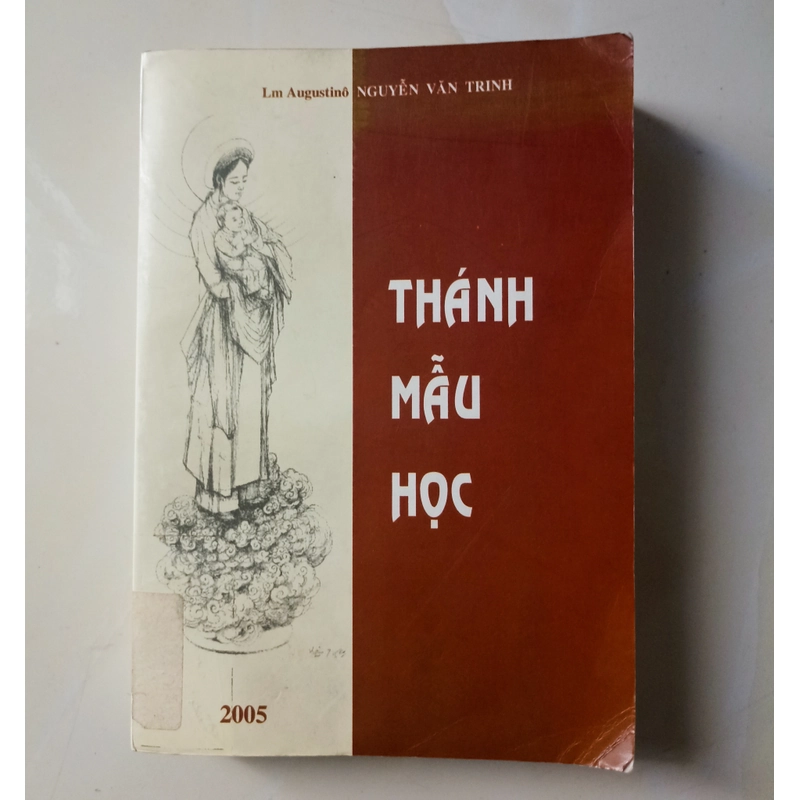 Lm Augustinô NGUYỄN VĂN TRINH
THÁNH
MẪU
HỌC
2005